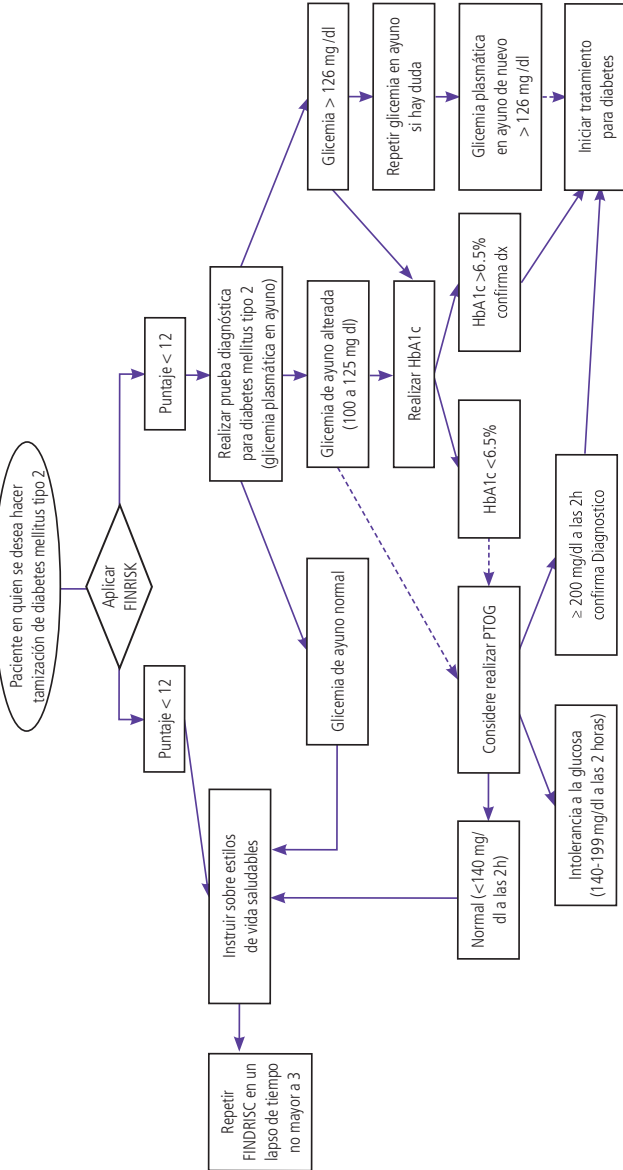 Paciente en quien se desea hacer
tamización de diabetes mellitus tipo 2
Aplicar
FINRISK
Puntaje < 12
Puntaje < 12
Instruir sobre estilos
de vida saludables
Repetir
FINDRISC en un
lapso de tiempo
no mayor a 3
Realizar prueba diagnóstica
para diabetes mellitus tipo 2
(glicemia plasmática en ayuno)
Glicemia de ayuno normal
Glicemia de ayuno alterada
(100 a 125 mg dl)
Glicemia > 126 mg /dl
Repetir glicemia en ayuno
si hay duda
Glicemia plasmática
en ayuno de nuevo
> 126 mg /dl
Realizar HbA1c
HbA1c <6.5%
HbA1c >6.5%
confirma dx
Considere realizar PTOG
Normal (<140 mg/
dl a las 2h)
Intolerancia a la glucosa
(140-199 mg/dl a las 2 horas)
≥ 200 mg/dl a las 2h
confirma Diagnostico
Iniciar tratamiento
para diabetes